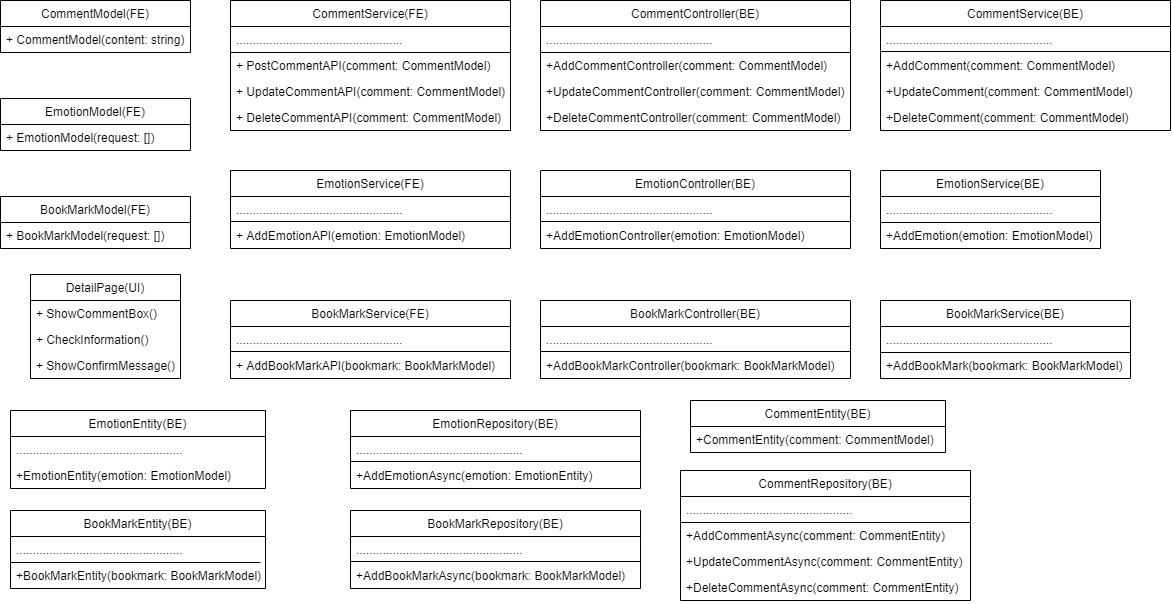 CommentModel(FE)
+ CommentModel(content: string)
EmotionModel(FE)
+ EmotionModel(request: [])
BookMarkModel(FE)
+ BookMarkModel(request: [])
DetailPage(UI)
+ ShowCommentBox()
+ CheckInformation()
+ ShowConfirmMessage()
CommentService(FE)
..................................................
+ PostCommentAPI(comment: CommentModel)
+ UpdateCommentAPI(comment: CommentModel)
+ DeleteCommentAPI(comment: CommentModel)
CommentController(BE)
..................................................
+AddCommentController(comment: CommentModel)
+UpdateCommentController(comment: CommentModel)
+DeleteCommentController(comment: CommentModel)
CommentService(BE)
..................................................
+AddComment(comment: CommentModel)
+UpdateComment(comment: CommentModel)
+DeleteComment(comment: CommentModel)
EmotionService(FE)
..................................................
+ AddEmotionAPI(emotion: EmotionModel)
EmotionController(BE)
..................................................
+AddEmotionController(emotion: EmotionModel)
EmotionService(BE)
..................................................
+AddEmotion(emotion: EmotionModel)
BookMarkService(FE)
..................................................
+ AddBookMarkAPI(bookmark: BookMarkModel)
BookMarkController(BE)
..................................................
+AddBookMarkController(bookmark: BookMarkModel)
BookMarkService(BE)
..................................................
+AddBookMark(bookmark: BookMarkModel)
EmotionEntity(BE)
..................................................
+EmotionEntity(emotion: EmotionModel)
EmotionRepository(BE)
..................................................
+AddEmotionAsync(emotion: EmotionEntity)
CommentEntity(BE)
+CommentEntity(comment: CommentModel)
BookMarkEntity(BE)
..................................................
+BookMarkEntity(bookmark: BookMarkModel)
BookMarkRepository(BE)
..................................................
+AddBookMarkAsync(bookmark: BookMarkModel)
CommentRepository(BE)
..................................................
+AddCommentAsync(comment: CommentEntity)
+UpdateCommentAsync(comment: CommentEntity)
+DeleteCommentAsync(comment: CommentEntity)